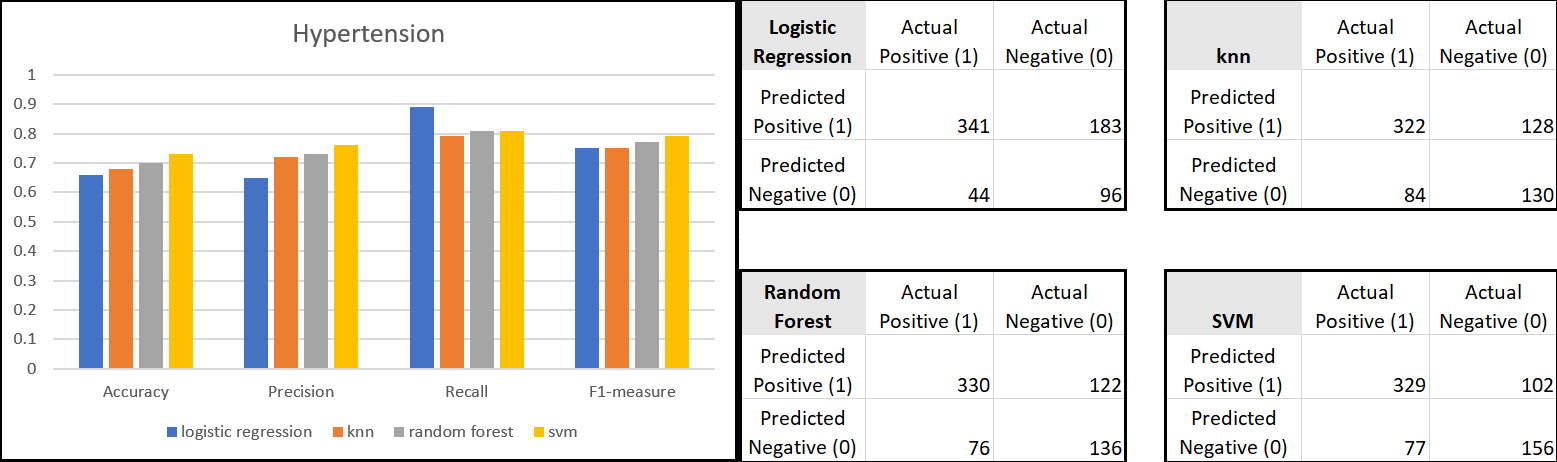 Hypertension
1
0.9
0.8
0.7
0.6
0.5
0.4
0.3
0.2
0.1
0
Accuracy Precision Recall F1-measure
logistic regression knn random forest svm
Logistic Actual Actual
Regression Positive (1) Negative (0)
Predicted
Positive (1) 341 183
Predicted
Negative (0) 44 96
Actual Actual
knn Positive (1) Negative (0)
Predicted
Positive (1) 322 128
Predicted
Negative (0) 84 130
Random Actual Actual
Forest Positive (1) Negative (0)
Predicted
Positive (1) 330 122
Predicted
Negative (0) 76 136
Actual Actual
SVM Positive (1) Negative (0)
Predicted
Positive (1) 329 102
Predicted
Negative (0) 77 156